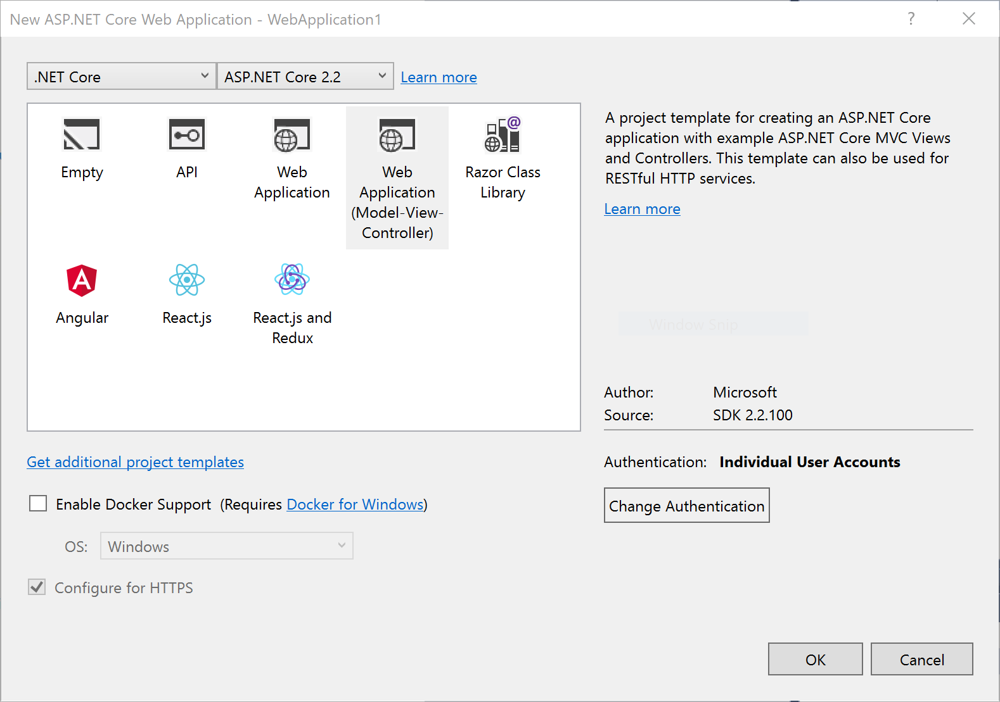 New ASP.NET Core Web Application - WebApplication1
?
.NET Core
ASP.NET Core 2.2
Learn more
Empty
API
Web
Application
Web
Application
(Model-View-
Controller)
Razor Class
Library
@
Angular
A
React.js
React.js and
Redux
A project template for creating an ASP.NET Core
application with example ASP.NET Core MVC Views
and Controllers. This template can also be used for
RESTful HTTP services.
Learn more
Window Snip
Author: Microsoft
Source: SDK 2.2.100
Get additional project templates
Authentication: Individual User Accounts
Change Authentication
Enable Docker Support (Requires Docker for Windows)
OS: Windows
Configure for HTTPS
OK
Cancel